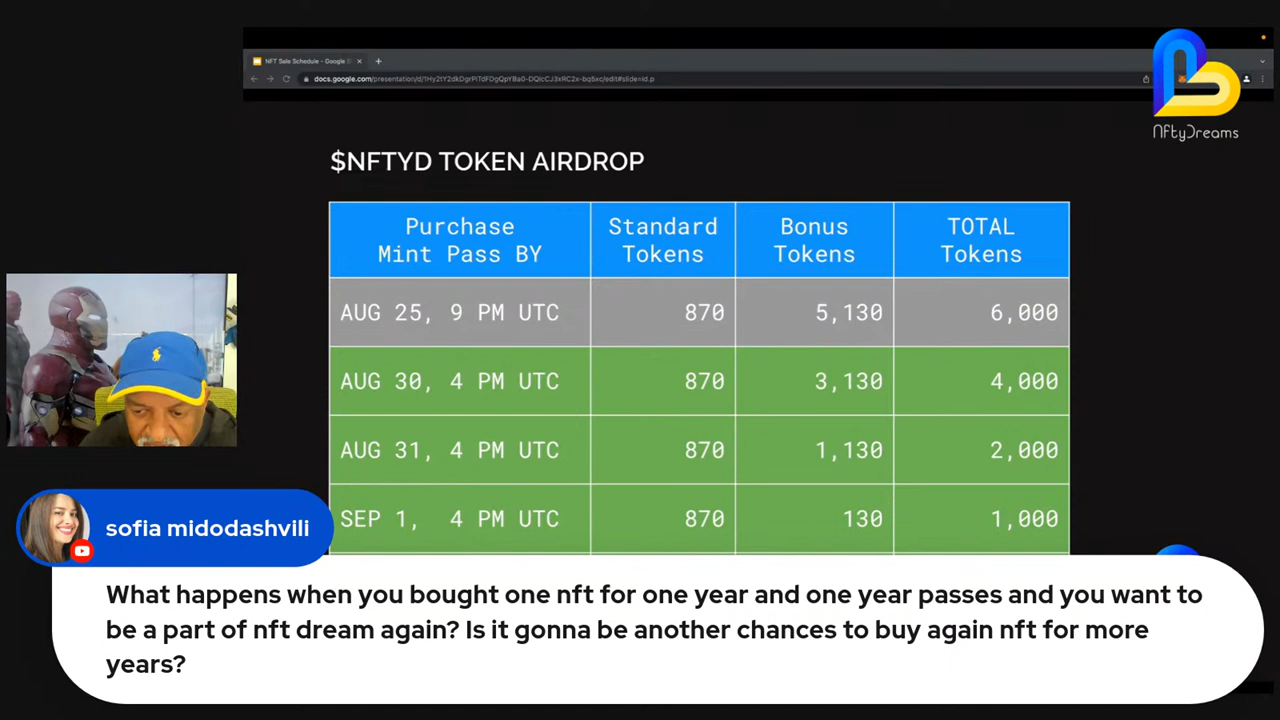 NFT Sale Schedule - Google S
NftyDreams
$NFTYD TOKEN AIRDROP
Purchase Mint Pass BY
Standard Tokens
Bonus Tokens
TOTAL Tokens
AUG 25, 9 PM UTC 870 5,130 6,000
AUG 30, 4 PM UTC 870 3,130 4,000
AUG 31, 4 PM UTC 870 1,130 2,000
SEP 1, 4 PM UTC 870 130 1,000
sofia midodashvili
What happens when you bought one nft for one year and one year passes and you want to
be a part of nft dream again? Is it gonna be another chances to buy again nft for more
years?